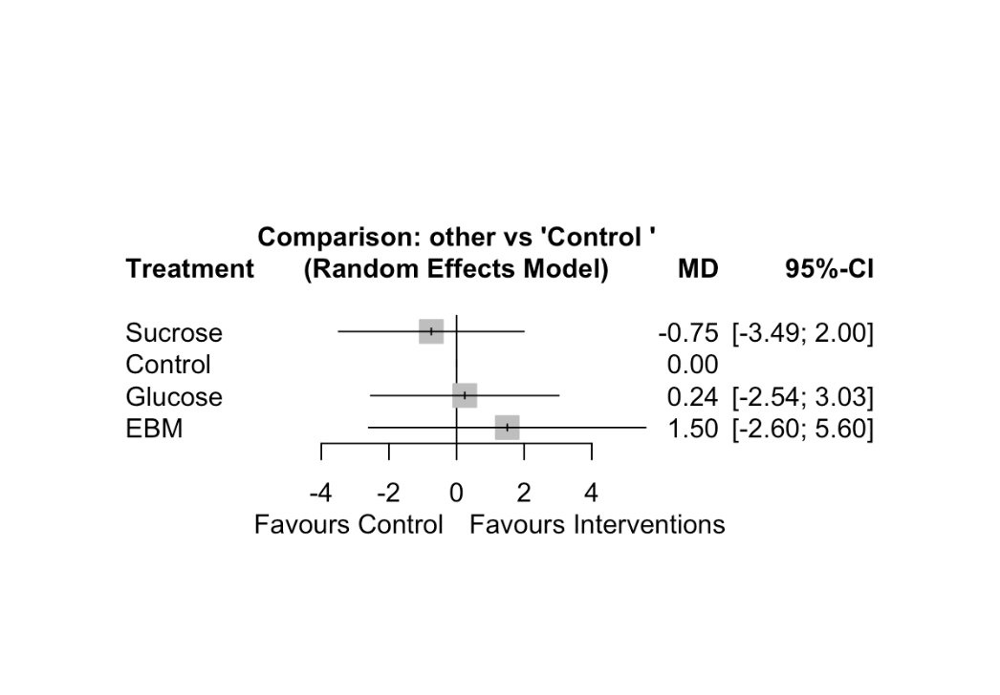 Comparison: other vs 'Control '
Treatment (Random Effects Model) MD 95%-CI
Sucrose -0.75 [-3.49; 2.00]
Control 0.00
Glucose 0.24 [-2.54; 3.03]
EBM 1.50 [-2.60; 5.60]
-4 -2 0 2 4
Favours Control Favours Interventions